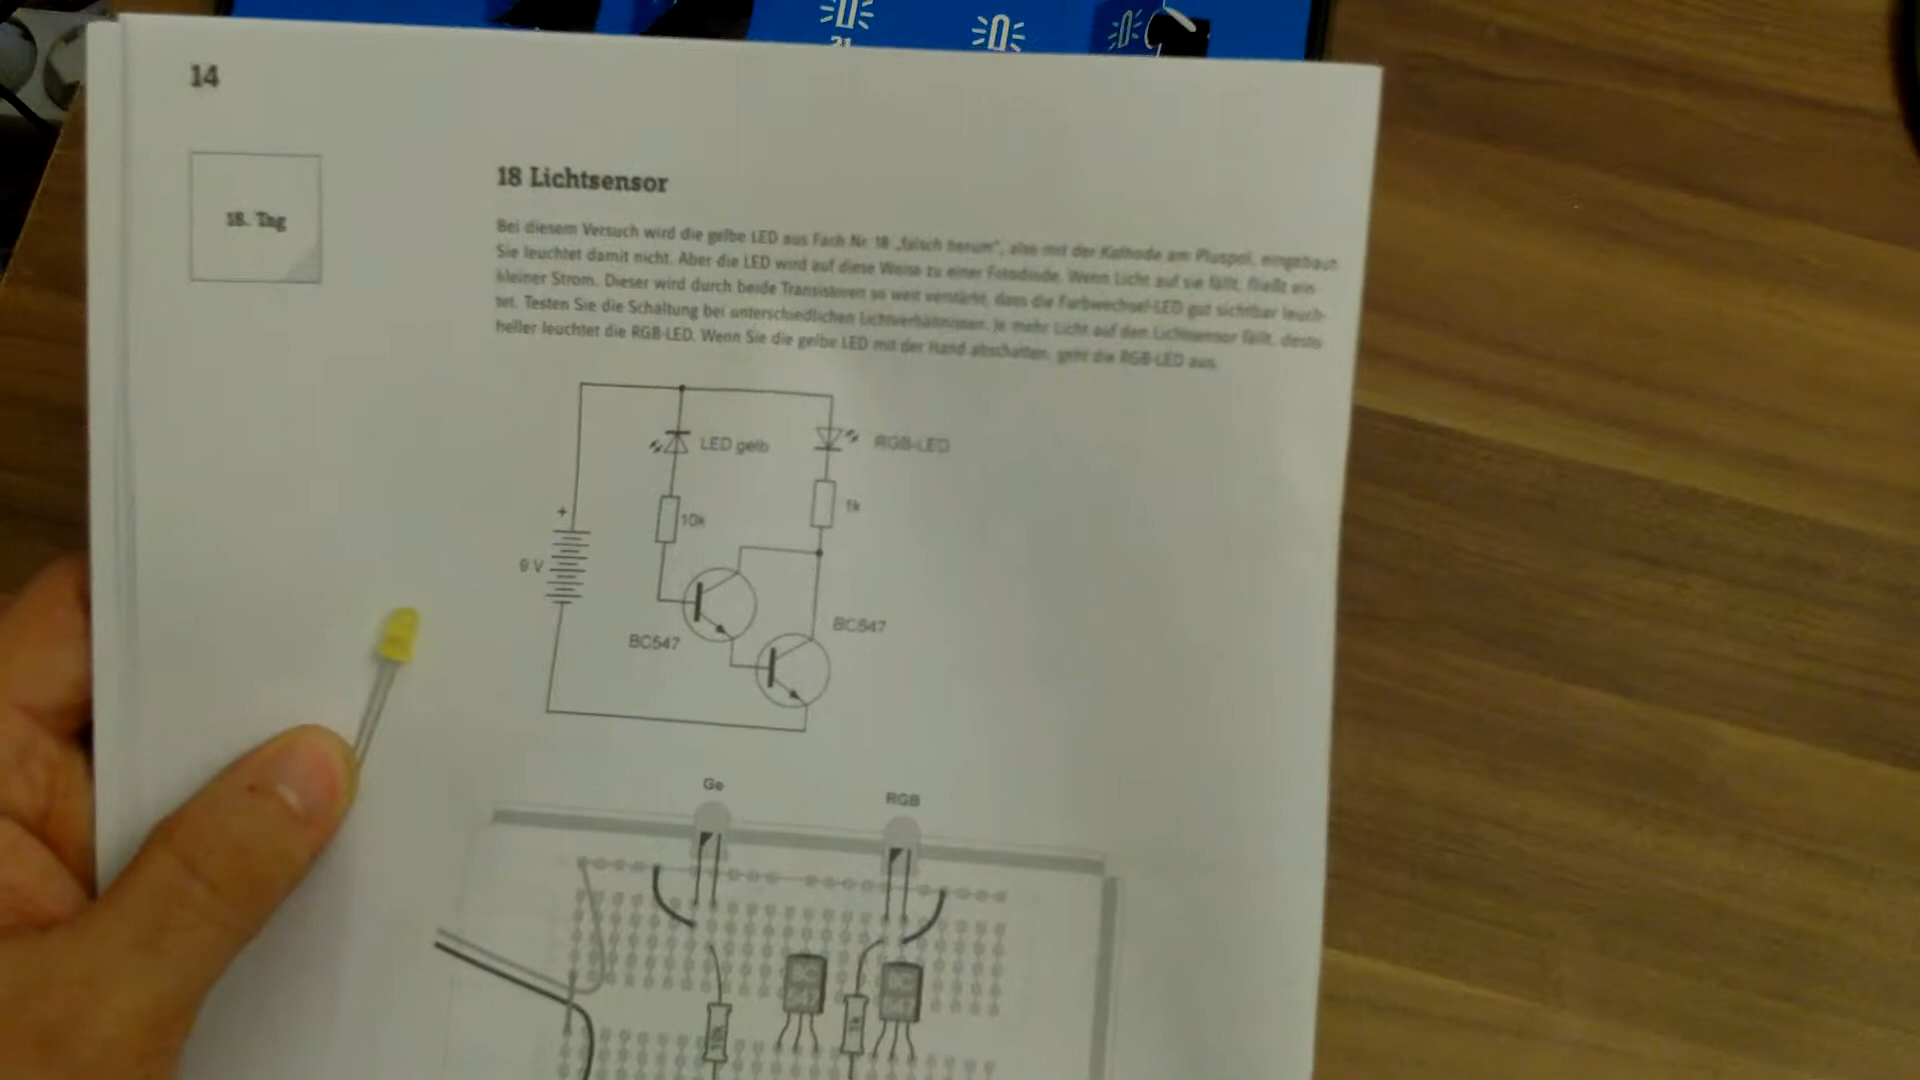 21
14
18. Tag
18 Lichtsensor
Bei diesem Versuch wird die gelbe LED aus Fach Nr. 18 „falsch herum“, also mit der Kathode am Pluspol, eingebaut.
Sie leuchtet damit nicht. Aber die LED wird auf diese Weise zu einer Fotodiode. Wenn Licht auf sie fällt, fließt ein
kleiner Strom. Dieser wird durch beide Transistoren so weit verstärkt, dass die Farbwechsel-LED gut sichtbar leuch-
tet. Testen Sie die Schaltung bei unterschiedlichen Lichtverhältnissen. Je mehr Licht auf den Lichtsensor fällt, desto
heller leuchtet die RGB-LED. Wenn Sie die gelbe LED mit der Hand abschatten, geht die RGB-LED aus.
LED gelb
RGB-LED
1k
10k
+
9 V
BC547
BC547
Ge
RGB
10k
1k